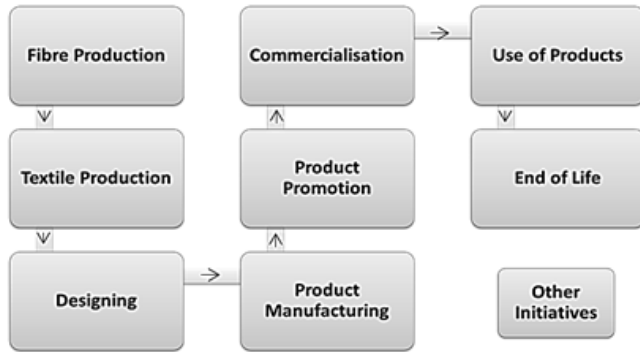 Fibre Production
Textile Production
Designing
Product
Manufacturing
Product
Promotion
Commercialisation
Use of Products
End of Life
Other
Initiatives